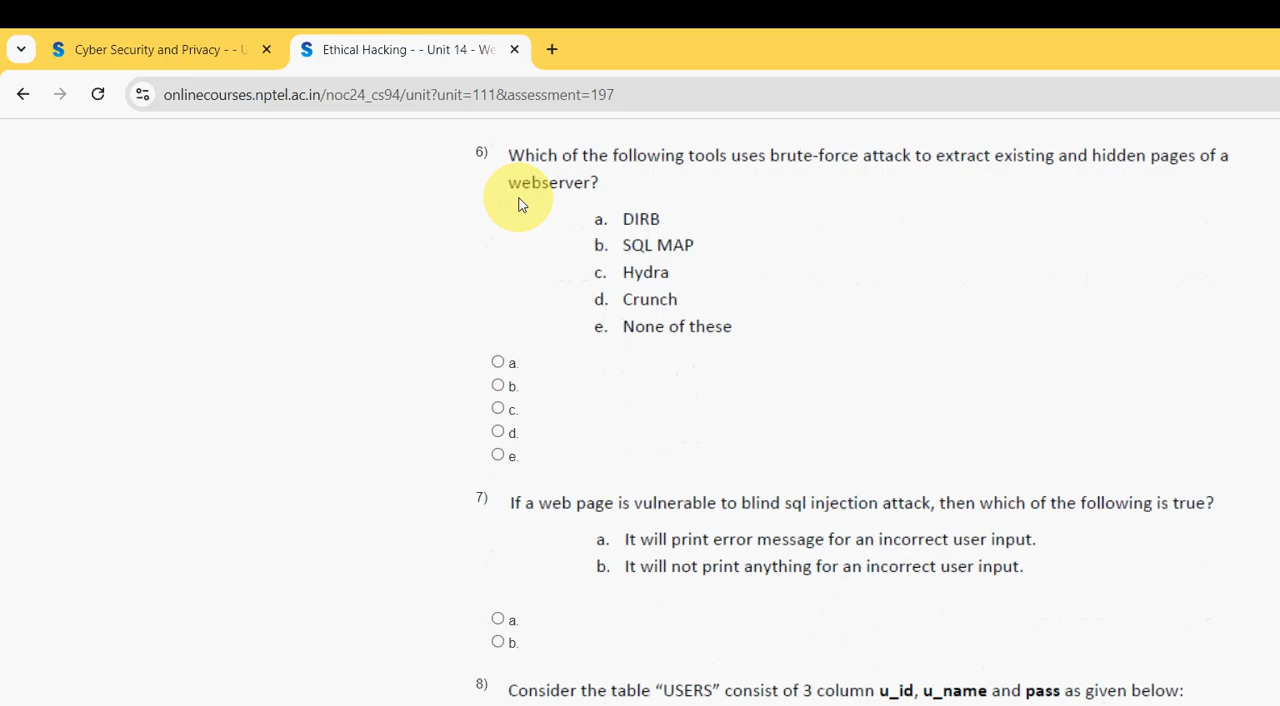 Cyber Security and Privacy - - U
Ethical Hacking - - Unit 14 - We
onlinecourses.nptel.ac.in/noc24_cs94/unit?unit=111&assessment=197
6) Which of the following tools uses brute-force attack to extract existing and hidden pages of a
webserver?
a. DIRB
b. SQL MAP
c. Hydra
d. Crunch
e. None of these
a.
b.
c.
d.
e.
7) If a web page is vulnerable to blind sql injection attack, then which of the following is true?
a. It will print error message for an incorrect user input.
b. It will not print anything for an incorrect user input.
a.
b.
8) Consider the table “USERS” consist of 3 column u_id, u_name and pass as given below: